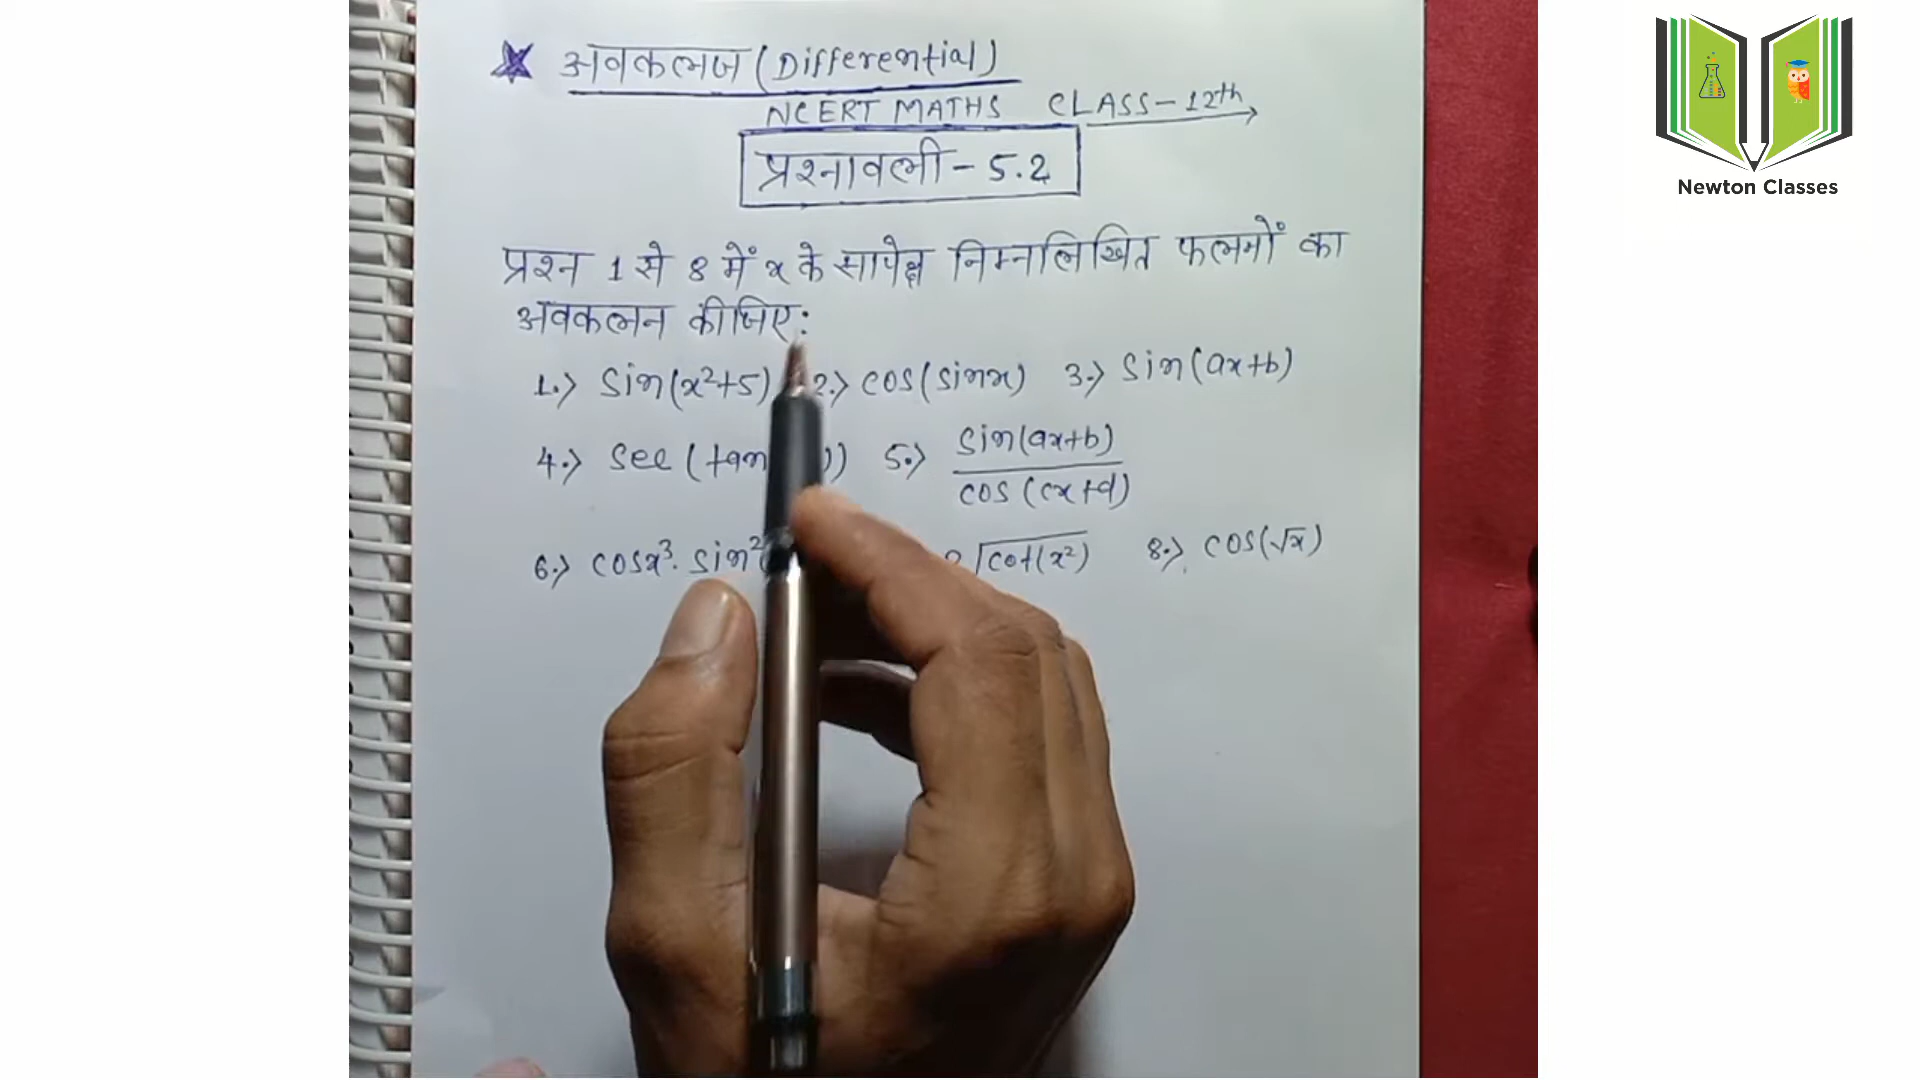 अवकलज (Differential)
NCERT MATHS CLASS-12th
प्रश्नावली - 5.2
प्रश्न 1 से 8 में x के सापेक्ष निम्नलिखित फलनों का
अवकलन कीजिए:
1.> sin(x²+5) 2.> cos(sinx) 3.> sin(ax+b)
4.> sec (tan )) 5.> sin(ax+b)
cos (cx+d)
6.> cosx³. sin² √cot(x²) 8.> cos(√x)
Newton Classes